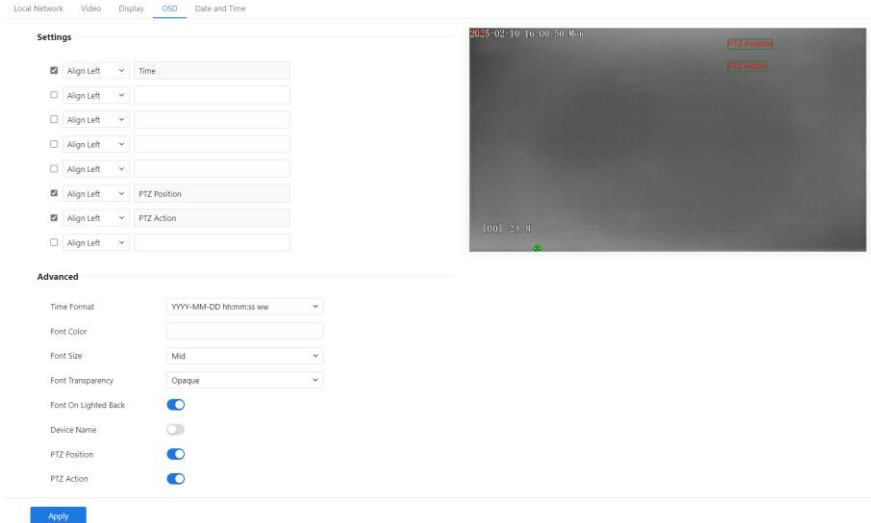 Local Network Video Display OSD Date and Time
Settings
Align Left Time
Align Left
Align Left
Align Left
Align Left
Align Left PTZ Position
Align Left PTZ Action
Align Left
2025-02-10 16:00:50 Mon
PTZ Position
PTZ Action
[00] 23.8
Advanced
Time Format YYYY-MM-DD hh:mm:ss ww
Font Color
Font Size Mid
Font Transparency Opaque
Font On Lighted Back
Device Name
PTZ Position
PTZ Action
Apply